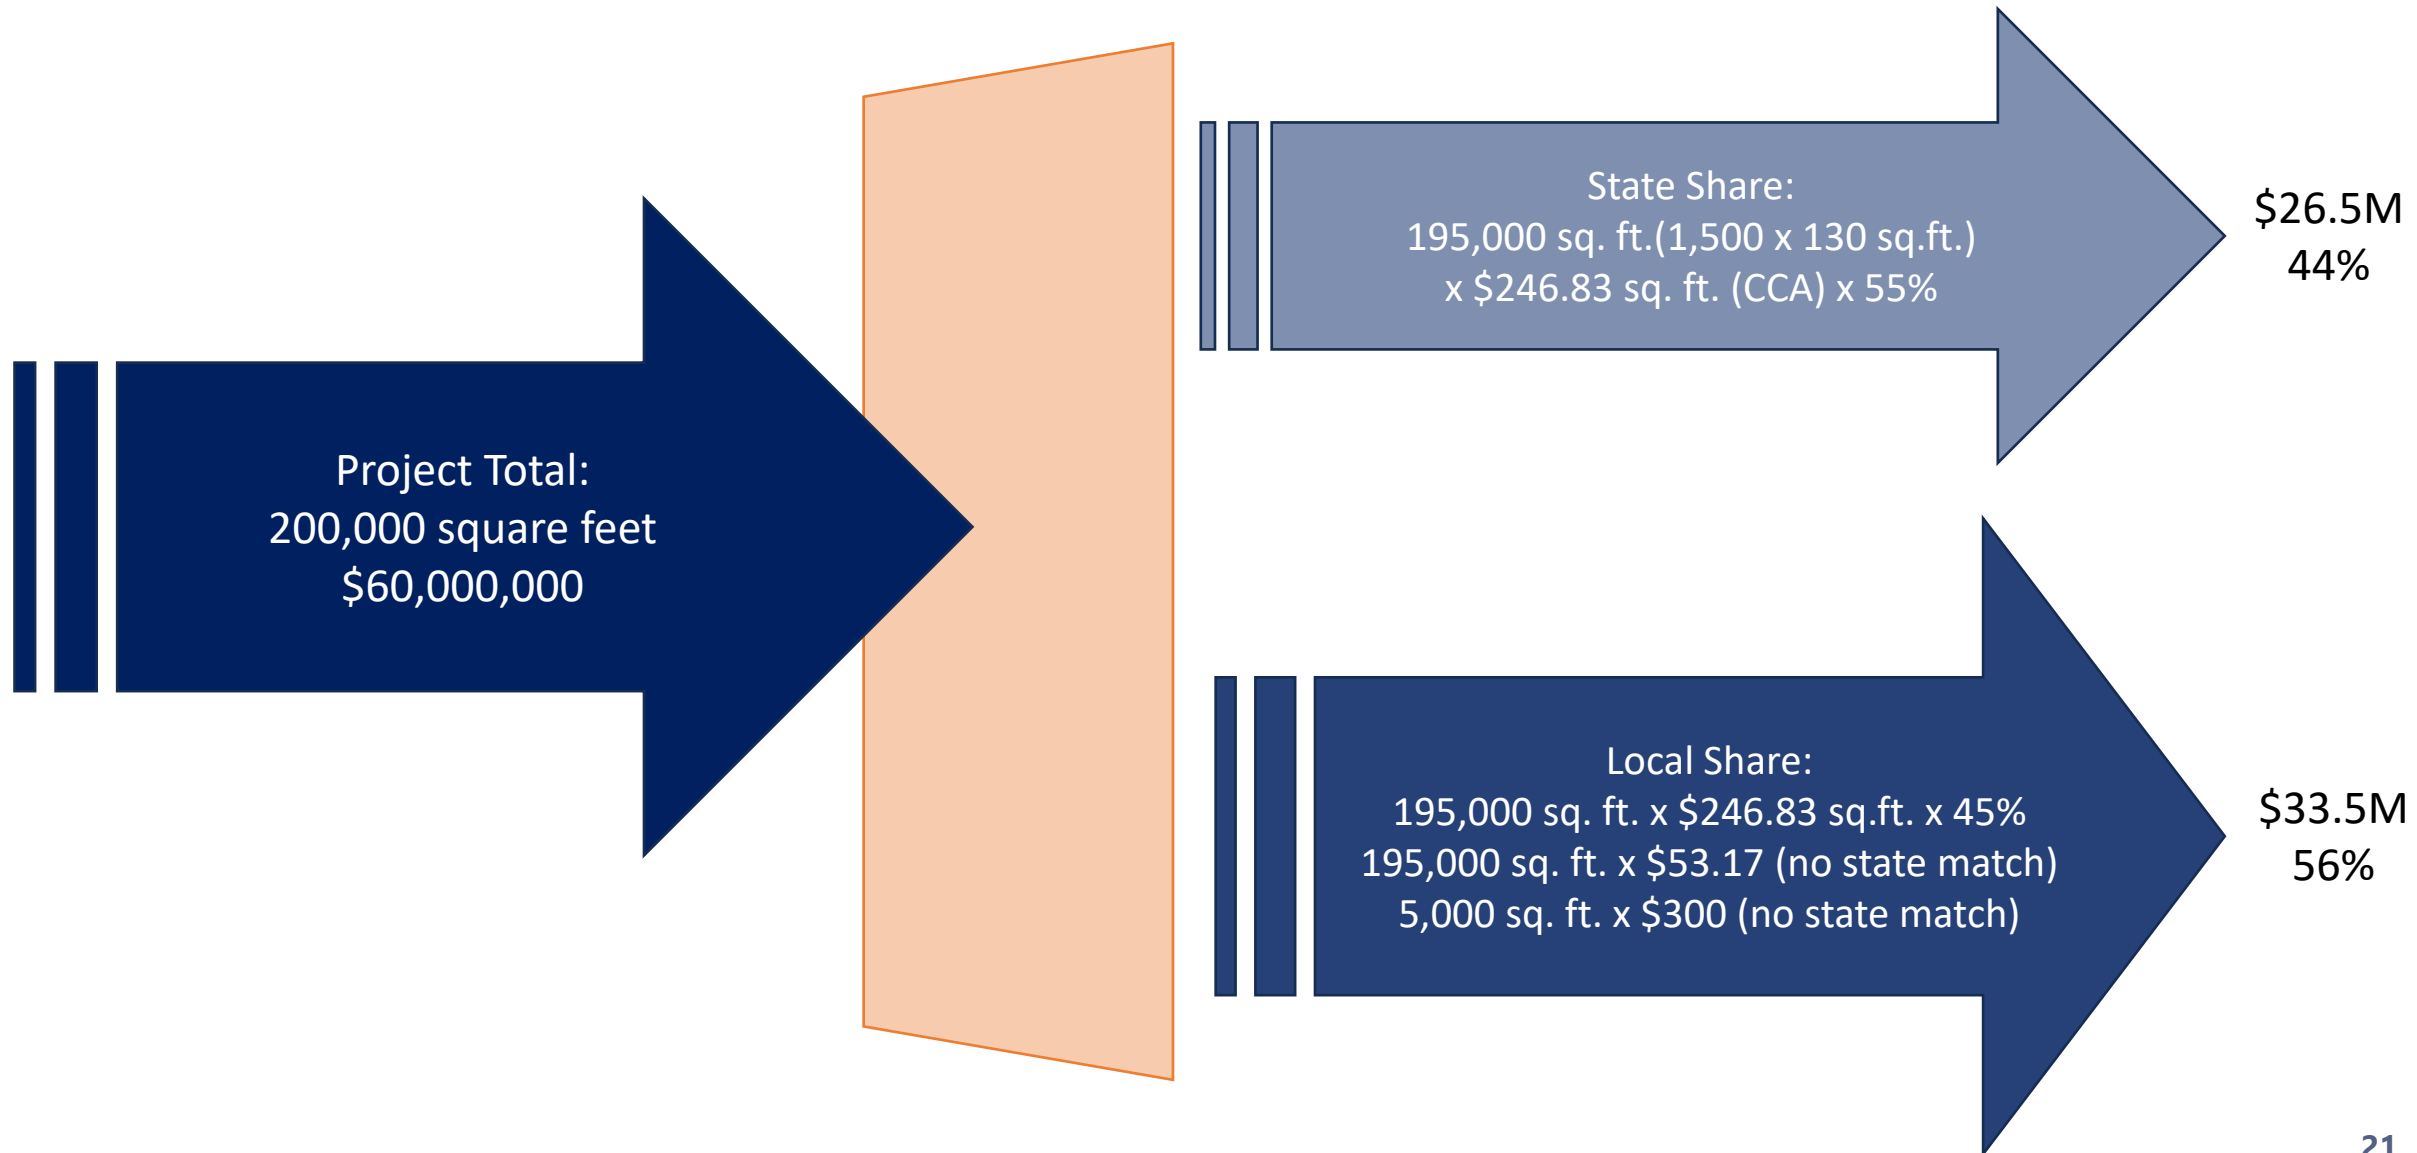 Project Total:
200,000 square feet
$60,000,000
State Share:
195,000 sq. ft.(1,500 x 130 sq.ft.)
x $246.83 sq. ft. (CCA) x 55%
$26.5M
44%
Local Share:
195,000 sq. ft. x $246.83 sq.ft. x 45%
195,000 sq. ft. x $53.17 (no state match)
5,000 sq. ft. x $300 (no state match)
$33.5M
56%
21